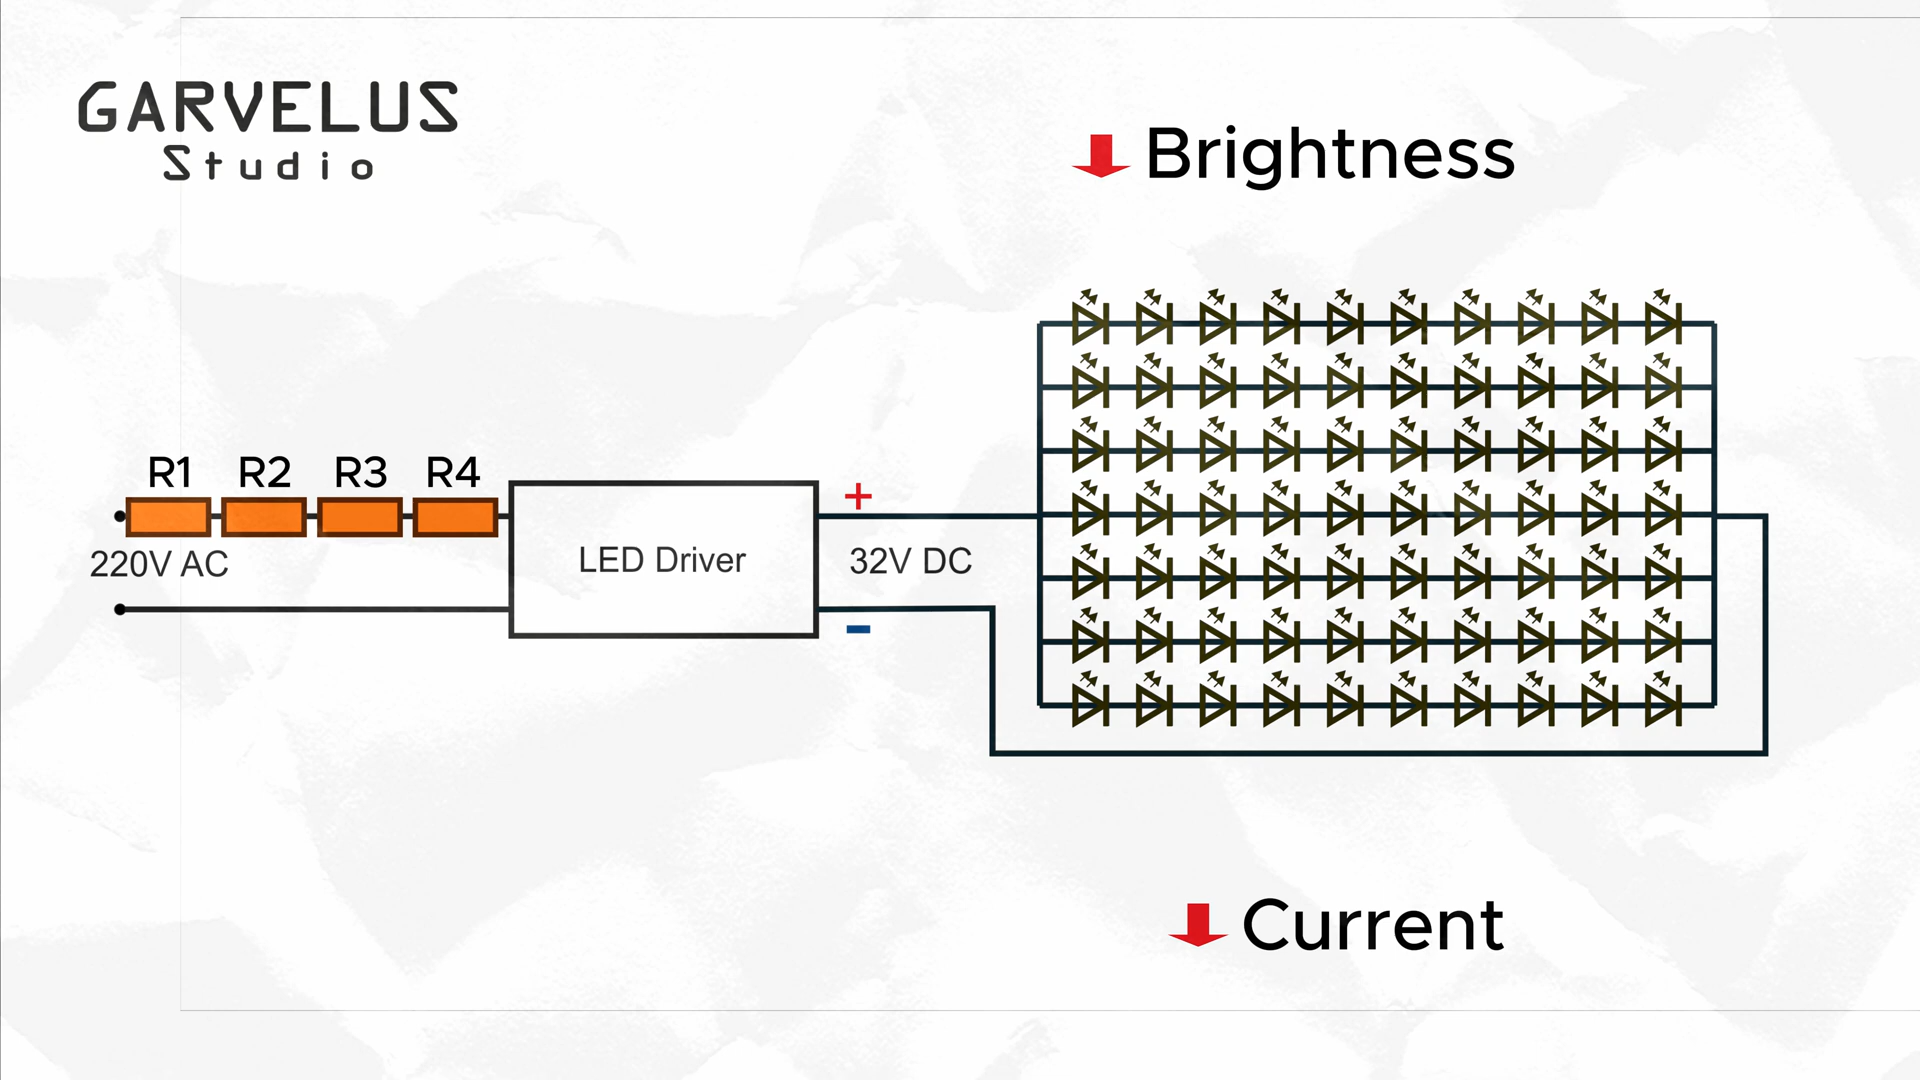 GARVELUS
Studio
Brightness
R1 R2 R3 R4
+
LED Driver
220V AC
32V DC
-
Current